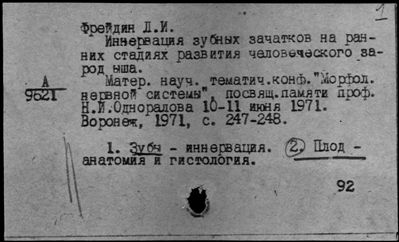 1
Фрейдин Л.И.
Иннервация зубных зачатков на ран-
них стадиях развития человеческого за-
род ыша.
А
9521
Матер. науч. тематич.конф."Морфол.
нервной системы", посвящ.памяти проф.
Н.И.Одноралова 10-11 июня 1971.
Воронеж, 1971, с. 247-248.
1. Зубы - иннервация. 2. Плод -
анатомия и гистология.
92